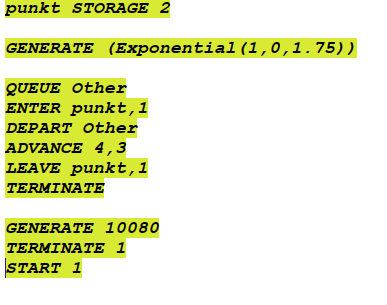 punkt STORAGE 2
GENERATE (Exponential(1,0,1.75))
QUEUE Other
ENTER punkt,1
DEPART Other
ADVANCE 4,3
LEAVE punkt,1
TERMINATE
GENERATE 10080
TERMINATE 1
START 1